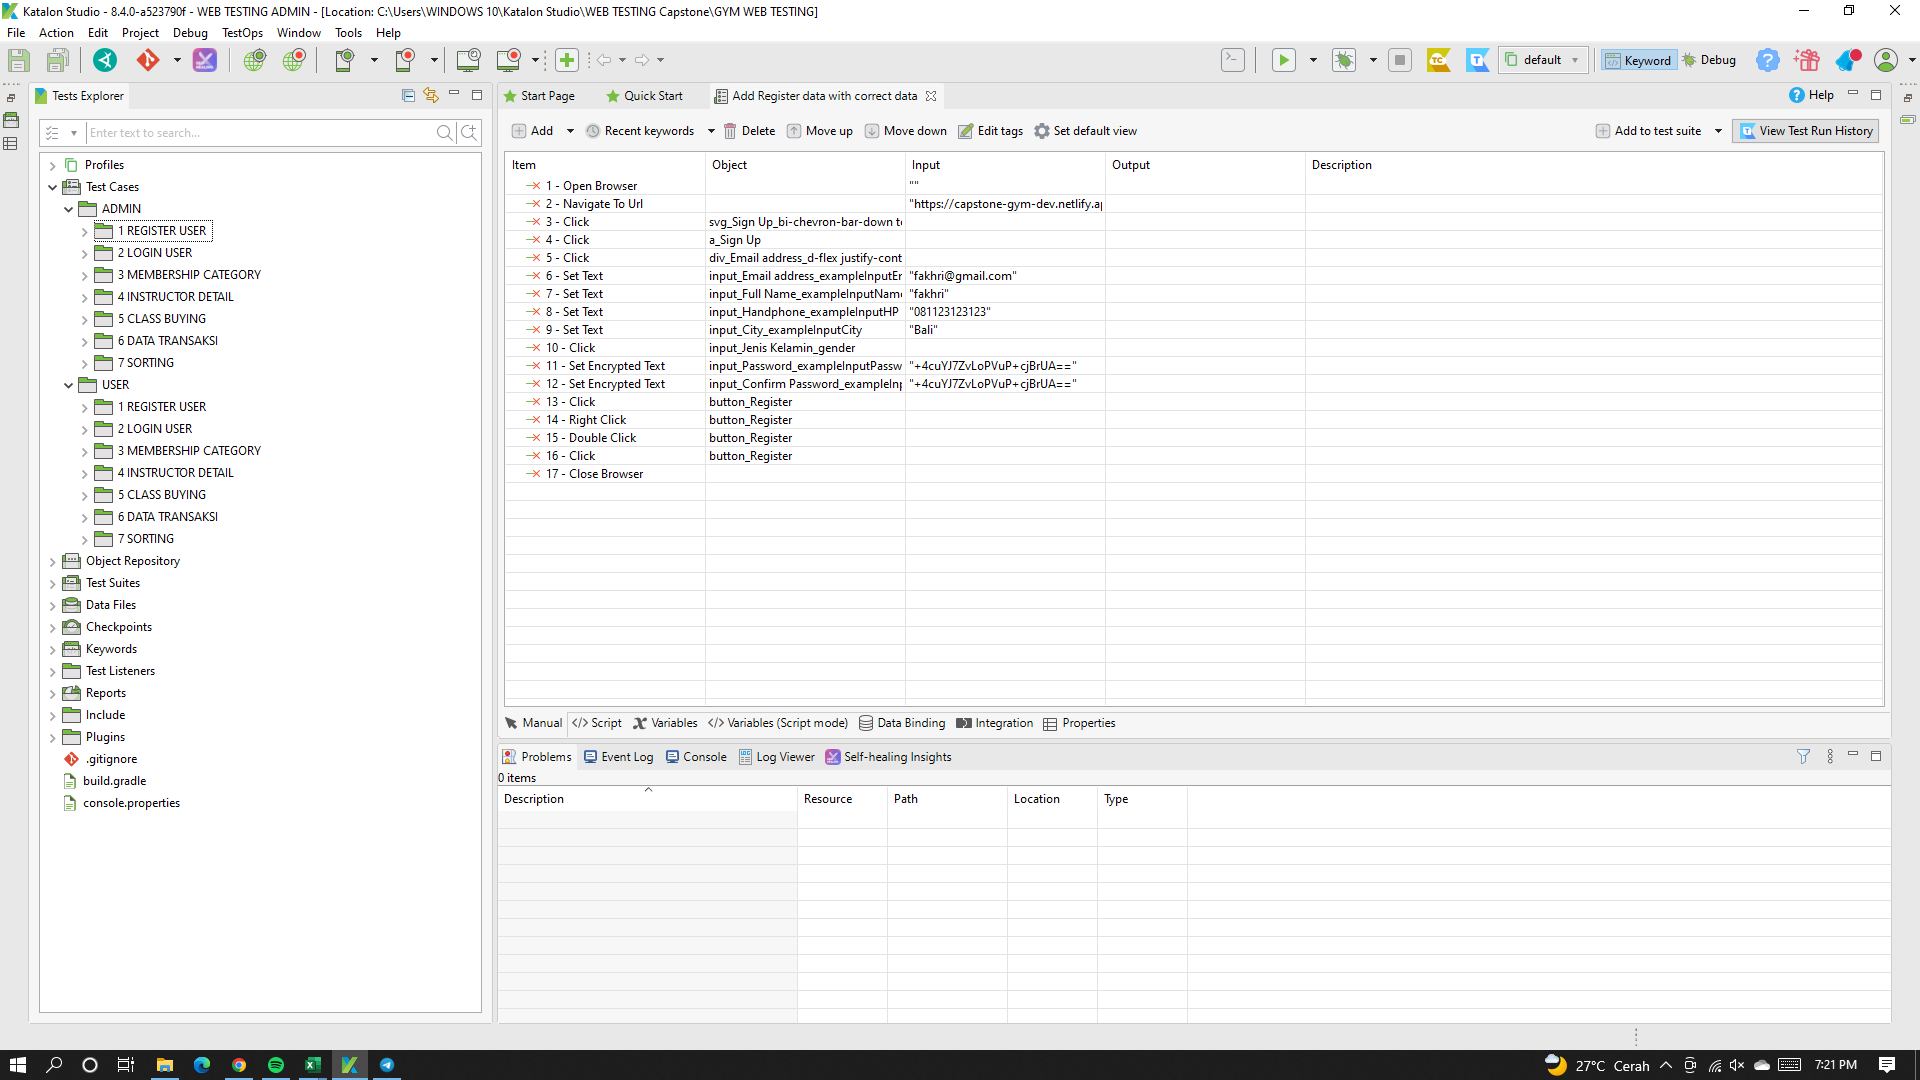 Katalon Studio - 8.4.0-a523790f - WEB TESTING ADMIN - [Location: C:\Users\WINDOWS 10\Katalon Studio\WEB TESTING Capstone\GYM WEB TESTING]
File Action Edit Project Debug TestOps Window Tools Help
default Keyword Debug
Tests Explorer
Enter text to search...
Profiles
Test Cases
ADMIN
1 REGISTER USER
2 LOGIN USER
3 MEMBERSHIP CATEGORY
4 INSTRUCTOR DETAIL
5 CLASS BUYING
6 DATA TRANSAKSI
7 SORTING
USER
1 REGISTER USER
2 LOGIN USER
3 MEMBERSHIP CATEGORY
4 INSTRUCTOR DETAIL
5 CLASS BUYING
6 DATA TRANSAKSI
7 SORTING
Object Repository
Test Suites
Data Files
Checkpoints
Keywords
Test Listeners
Reports
Include
Plugins
.gitignore
build.gradle
console.properties
Start Page Quick Start Add Register data with correct data Help
Add Recent keywords Delete Move up Move down Edit tags Set default view Add to test suite View Test Run History
Item Object Input Output Description
1 - Open Browser ""
2 - Navigate To Url "https://capstone-gym-dev.netlify.a
3 - Click svg_Sign Up_bi-chevron-bar-down t
4 - Click a_Sign Up
5 - Click div_Email address_d-flex justify-cont
6 - Set Text input_Email address_exampleInputEr "fakhri@gmail.com"
7 - Set Text input_Full Name_exampleInputNam "fakhri"
8 - Set Text input_Handphone_exampleInputHP "081123123123"
9 - Set Text input_City_exampleInputCity "Bali"
10 - Click input_Jenis Kelamin_gender
11 - Set Encrypted Text input_Password_exampleInputPassw "+4cuYJ7ZvLoPVuP+cjBrUA=="
12 - Set Encrypted Text input_Confirm Password_exampleInp "+4cuYJ7ZvLoPVuP+cjBrUA=="
13 - Click button_Register
14 - Right Click button_Register
15 - Double Click button_Register
16 - Click button_Register
17 - Close Browser
Manual </> Script Variables </> Variables (Script mode) Data Binding Integration Properties
Problems Event Log Console Log Viewer Self-healing Insights
0 items
Description Resource Path Location Type
27°C Cerah 7:21 PM